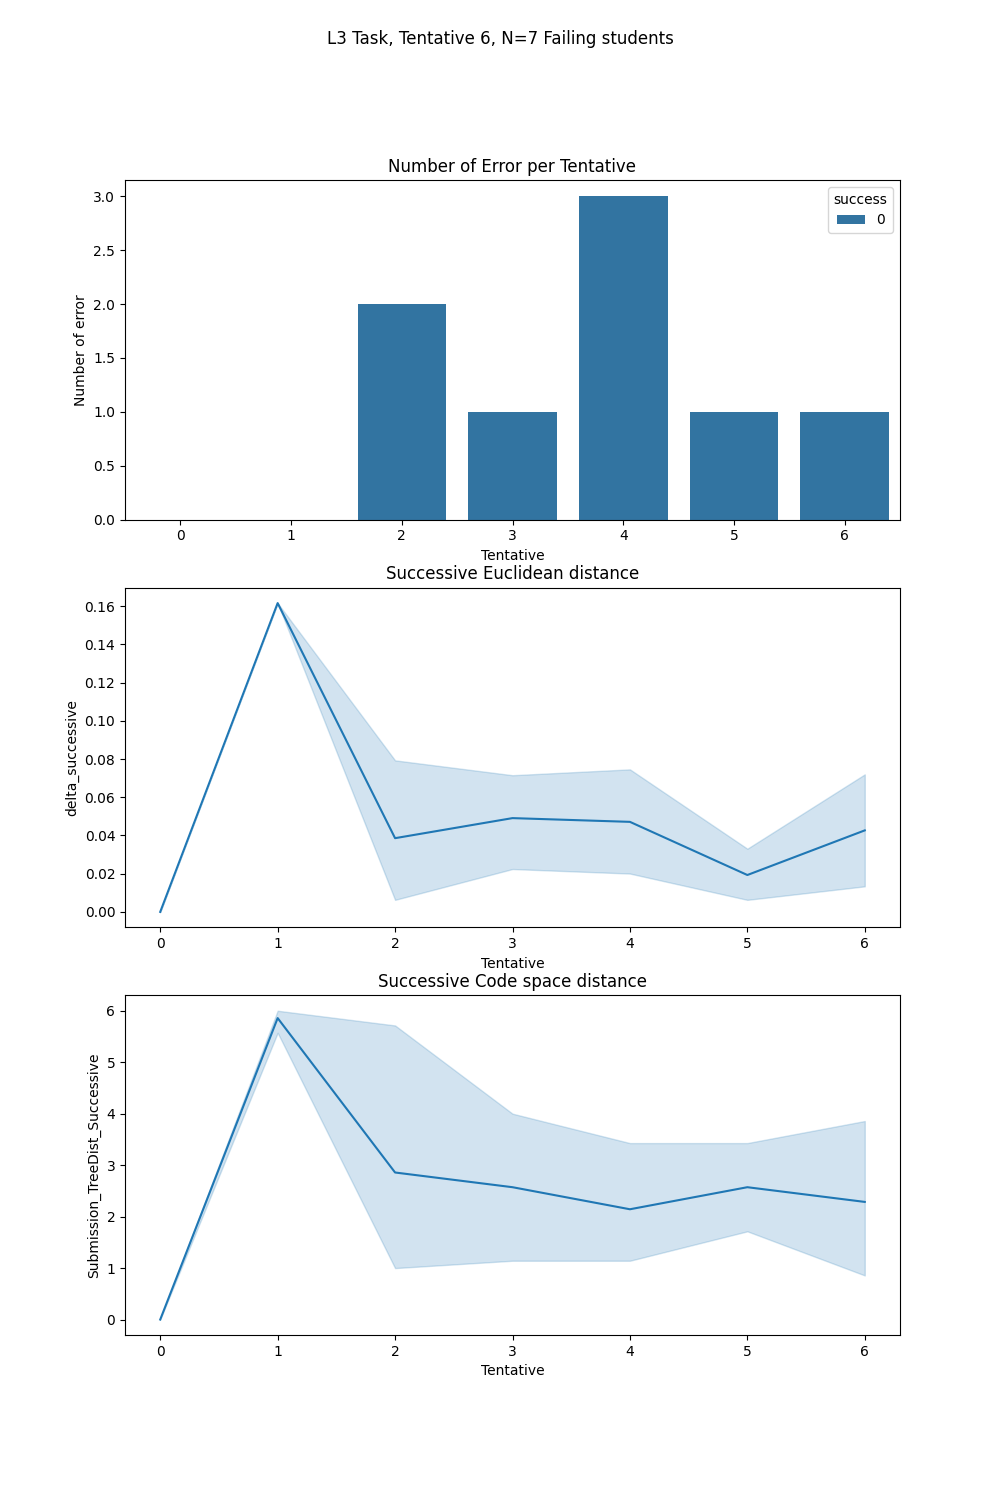 L3 Task, Tentative 6, N=7 Failing students
Number of Error per Tentative
success
0
Number of error
3.0
2.5
2.0
1.5
1.0
0.5
0.0
0 1 2 3 4 5 6
Tentative
Successive Euclidean distance
delta_successive
0.16
0.14
0.12
0.10
0.08
0.06
0.04
0.02
0.00
0 1 2 3 4 5 6
Tentative
Successive Code space distance
Submission_TreeDist_Successive
6
5
4
3
2
1
0
0 1 2 3 4 5 6
Tentative